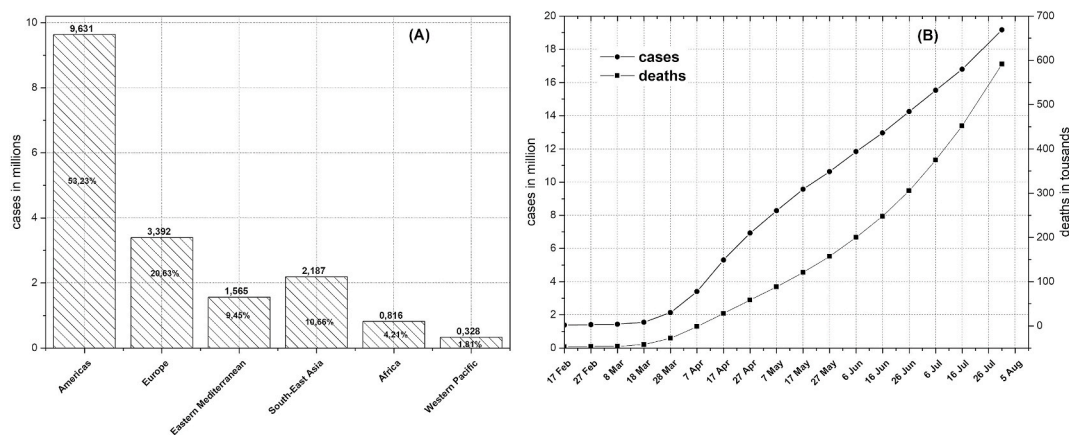 (A)
cases in millions
10
8
6
4
2
0
9,631
53,23%
3,392
20,63%
1,565
9,45%
2,187
10,66%
0,816
4,21%
0,328
1.81%
Americas
Europe
Eastern Mediterranean
South-East Asia
Africa
Western Pacific
(B)
cases
deaths
cases in million
20
18
16
14
12
10
8
6
4
2
0
deaths in tousands
700
600
500
400
300
200
100
0
17 Feb
27 Feb
8 Mar
18 Mar
28 Mar
7 Apr
17 Apr
27 Apr
7 May
17 May
27 May
6 Jun
16 Jun
26 Jun
6 Jul
16 Jul
26 Jul
5 Aug